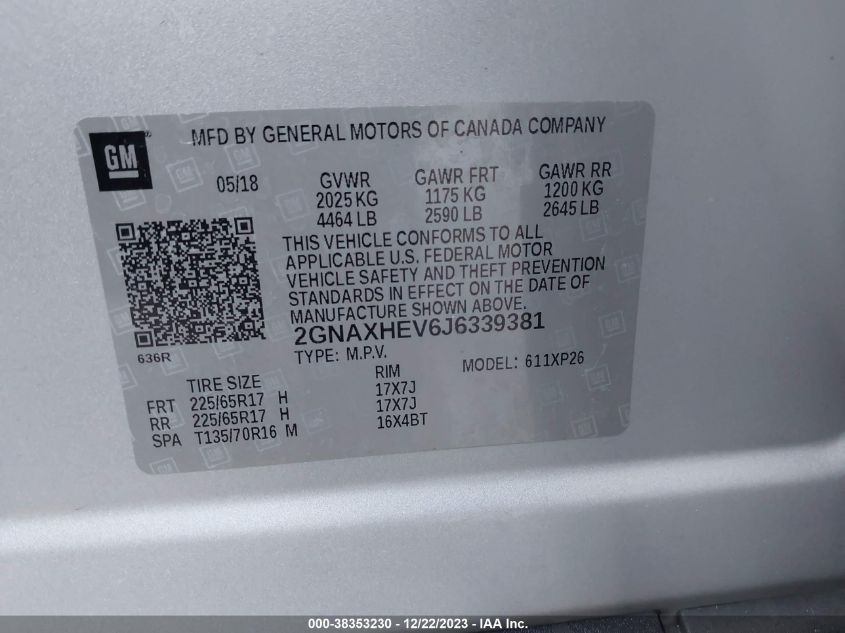 GM
®
MFD BY GENERAL MOTORS OF CANADA COMPANY
05/18
GVWR GAWR FRT GAWR RR
2025 KG 1175 KG 1200 KG
4464 LB 2590 LB 2645 LB
THIS VEHICLE CONFORMS TO ALL
APPLICABLE U.S. FEDERAL MOTOR
VEHICLE SAFETY AND THEFT PREVENTION
STANDARDS IN EFFECT ON THE DATE OF
MANUFACTURE SHOWN ABOVE.
2GNAXHEV6J6339381
636R
TYPE: M.P.V. MODEL: 611XP26
TIRE SIZE RIM
FRT 225/65R17 H 17X7J
RR 225/65R17 H 17X7J
SPA T135/70R16 M 16X4BT
000-38353230 - 12/22/2023 - IAA Inc.